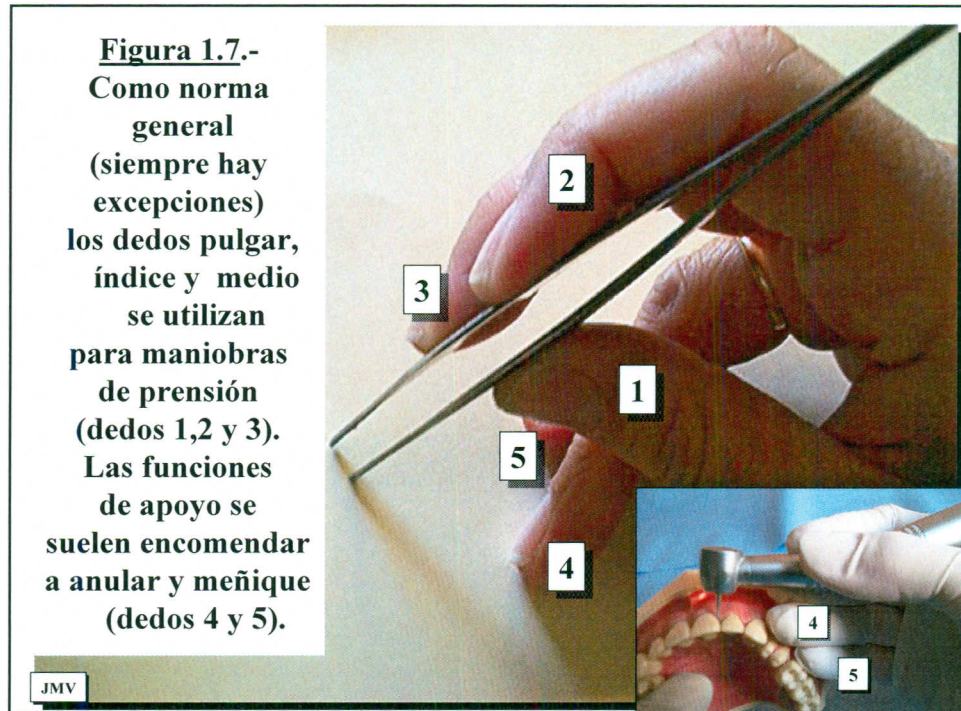 Figura 1.7.-
Como norma
general
(siempre hay
excepciones)
los dedos pulgar,
índice y medio
se utilizan
para maniobras
de prensión
(dedos 1,2 y 3).
Las funciones
de apoyo se
suelen encomendar
a anular y meñique
(dedos 4 y 5).
2
3
1
5
4
4
5
JMV